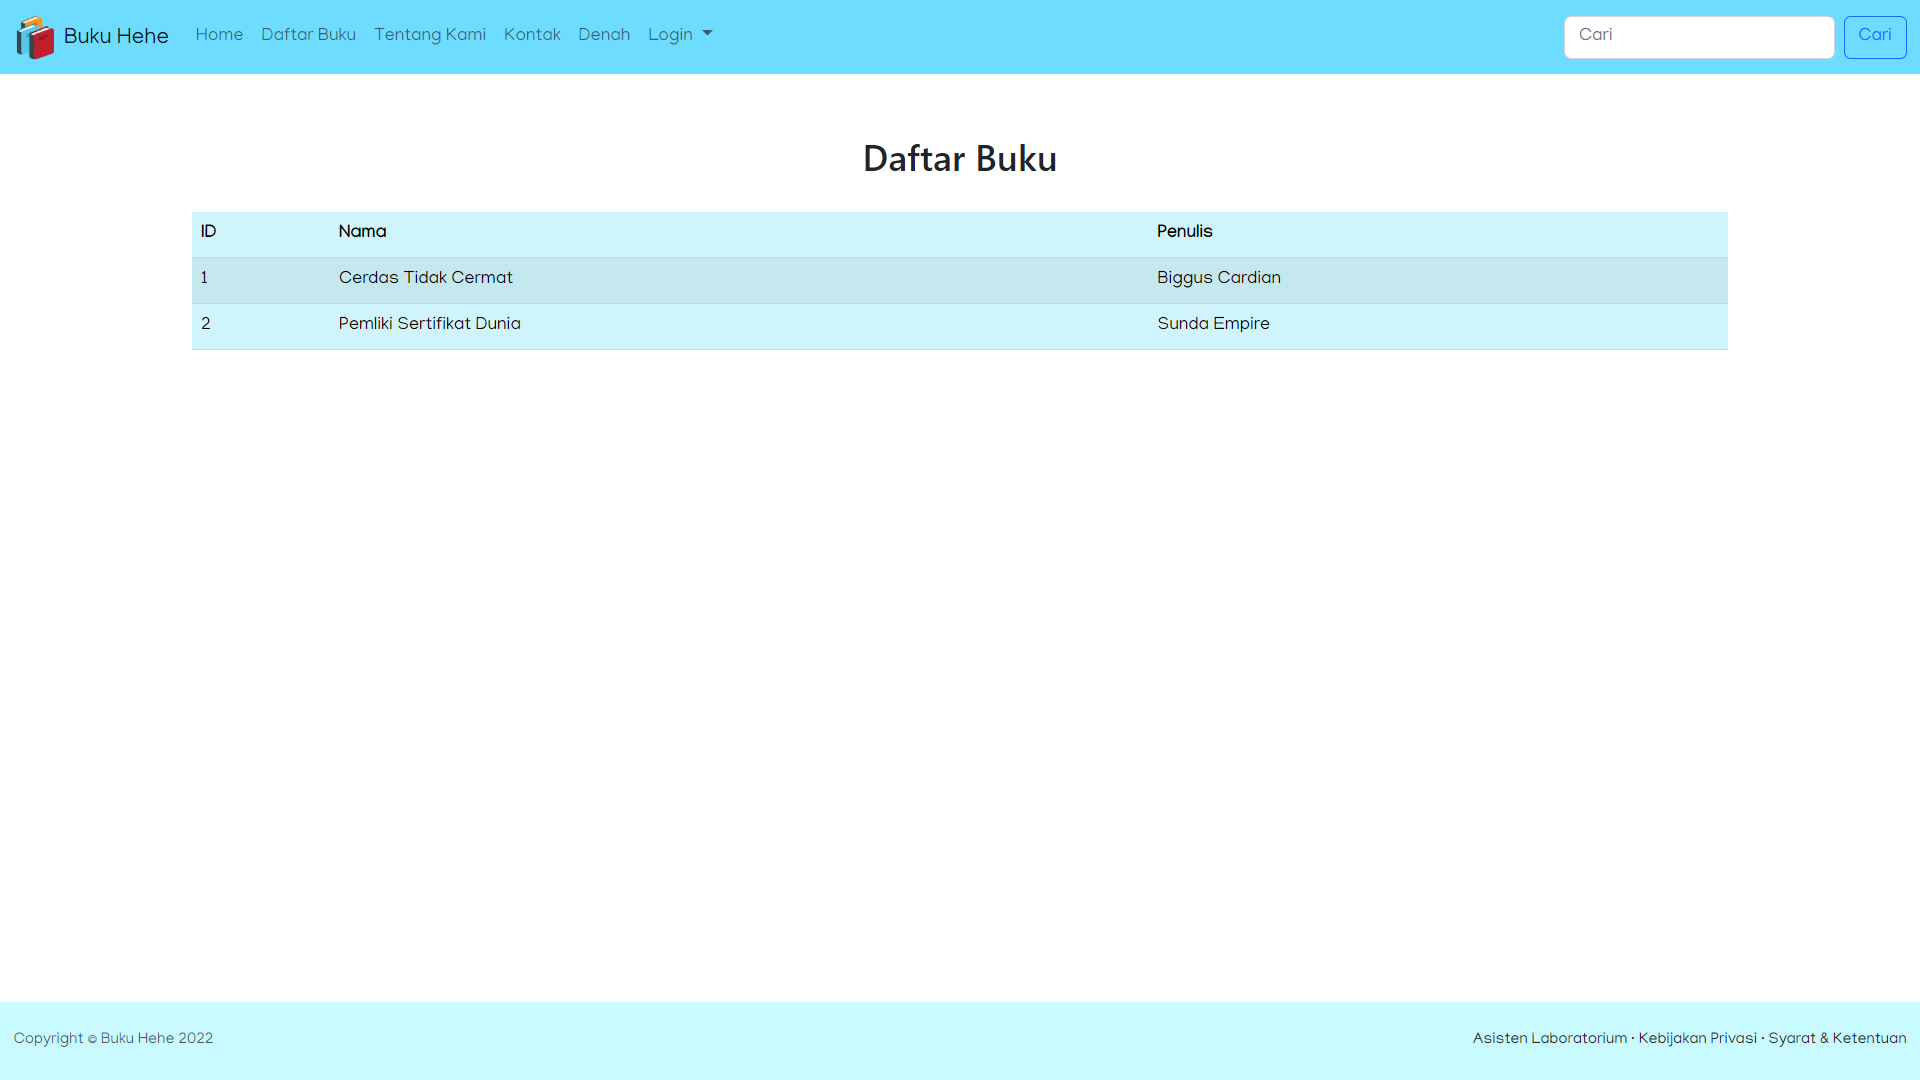 Buku Hehe Home Daftar Buku Tentang Kami Kontak Denah Login Cari Cari
Daftar Buku
ID Nama Penulis
1 Cerdas Tidak Cermat Biggus Cardian
2 Pemliki Sertifikat Dunia Sunda Empire
Copyright © Buku Hehe 2022 Asisten Laboratorium · Kebijakan Privasi · Syarat & Ketentuan